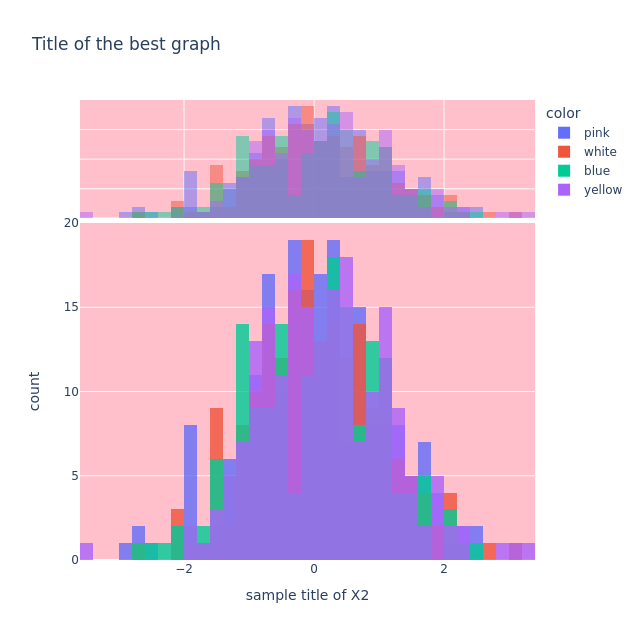 Title of the best graph
color
pink
white
blue
yellow
20
15
10
5
0
count
−2
0
2
sample title of X2